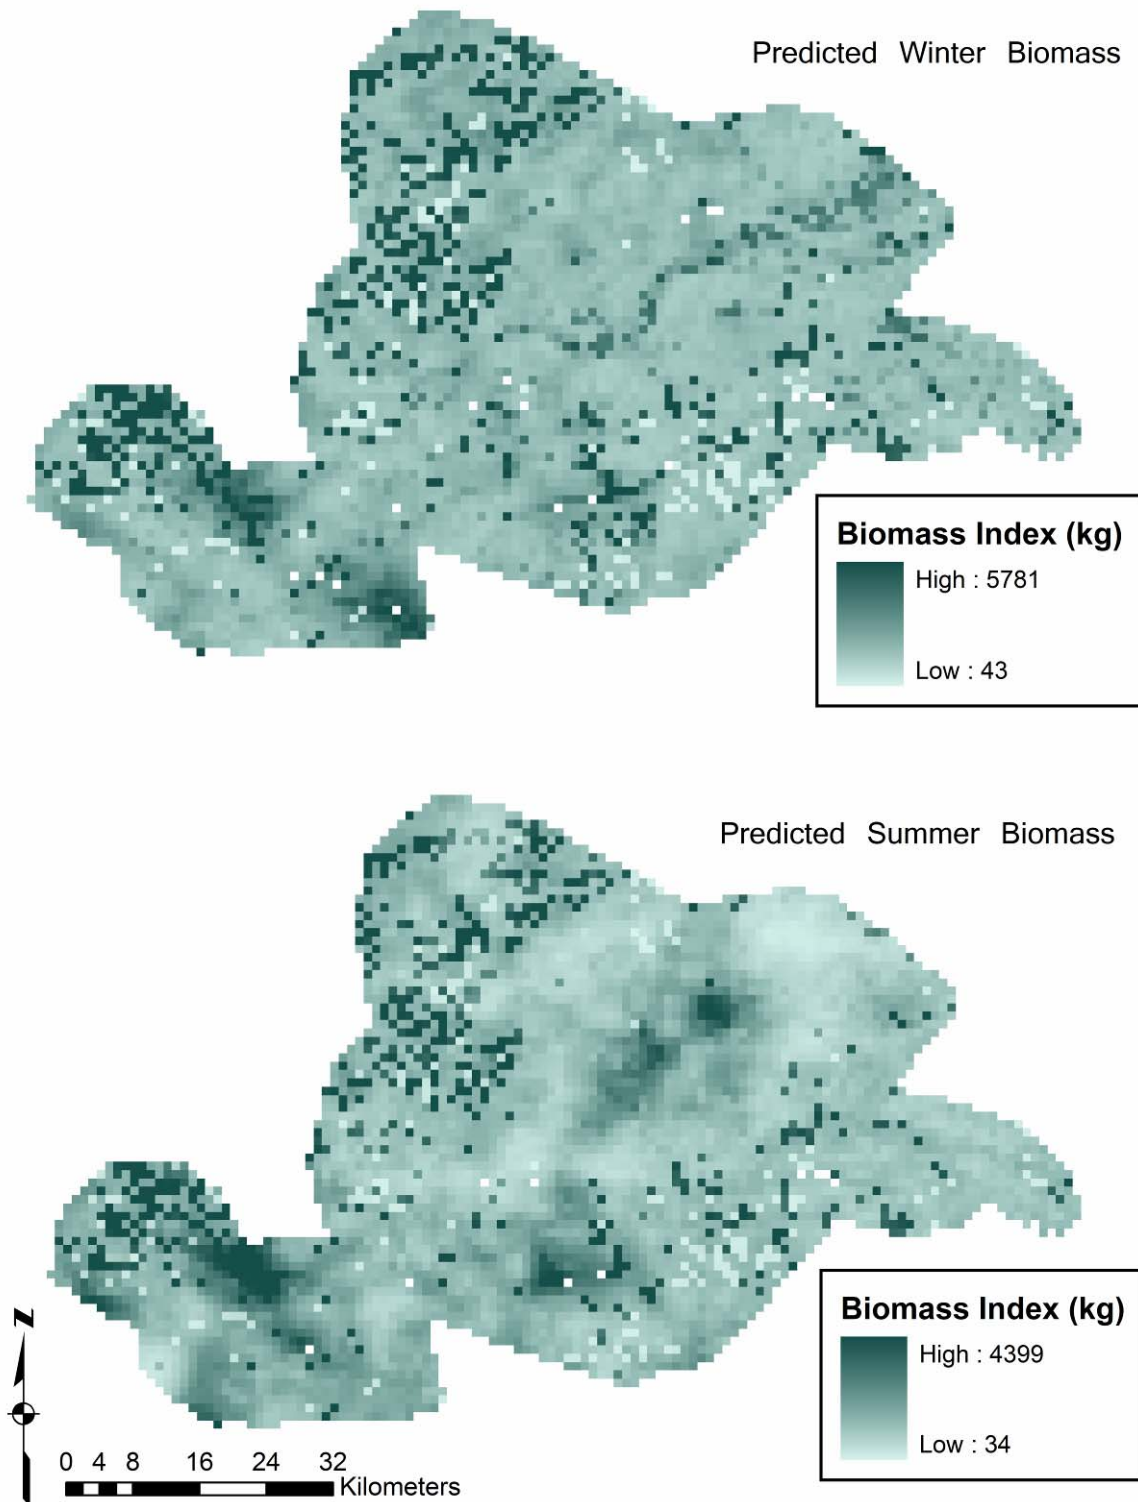 Predicted Winter Biomass
Biomass Index (kg)
High : 5781
Low : 43
Predicted Summer Biomass
Biomass Index (kg)
High : 4399
Low : 34
N
0 4 8 16 24 32
Kilometers